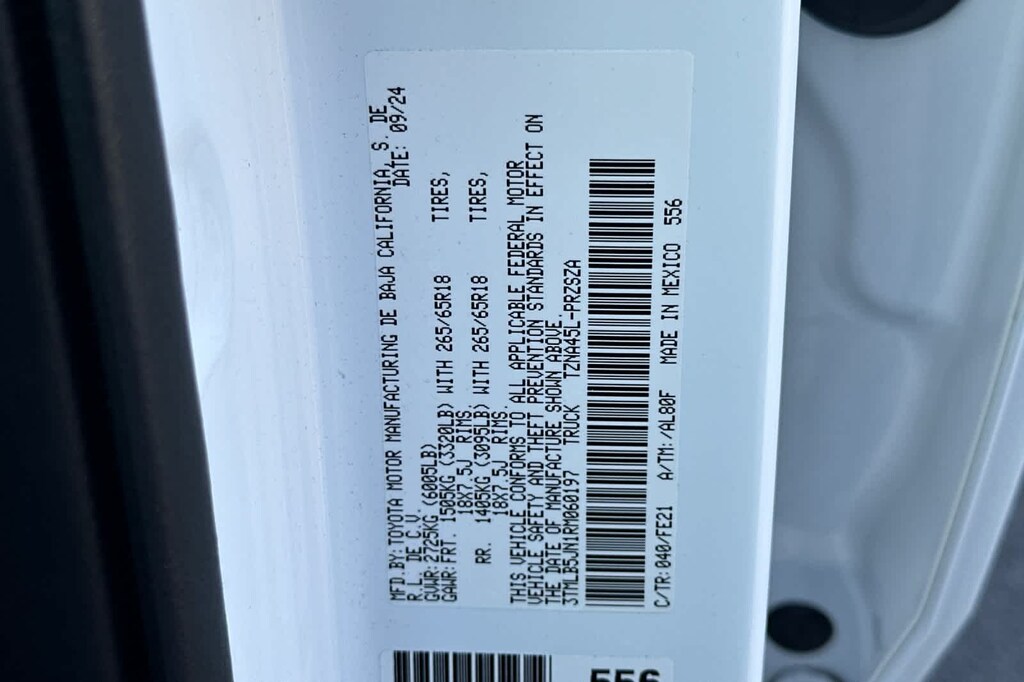 MFD.BY:TOYOTA MOTOR MANUFACTURING DE BAJA CALIFORNIA, S. DE
R.L. DE C.V. DATE: 09/24
GVWR:2725KG (6005LB)
GAWR:FRT. 1505KG (3320LB) WITH 265/65R18 TIRES,
18X7.5J RIMS.
RR. 1405KG (3095LB) WITH 265/65R18 TIRES,
18X7.5J RIMS.
THIS VEHICLE CONFORMS TO ALL APPLICABLE FEDERAL MOTOR
VEHICLE SAFETY AND THEFT PREVENTION STANDARDS IN EFFECT ON
THE DATE OF MANUFACTURE SHOWN ABOVE.
3TMLB5JN1RM060197 TRUCK TZNA45L-PRZSZA
C/TR:040/FE21 A/TM:/AL80F MADE IN MEXICO 556
556